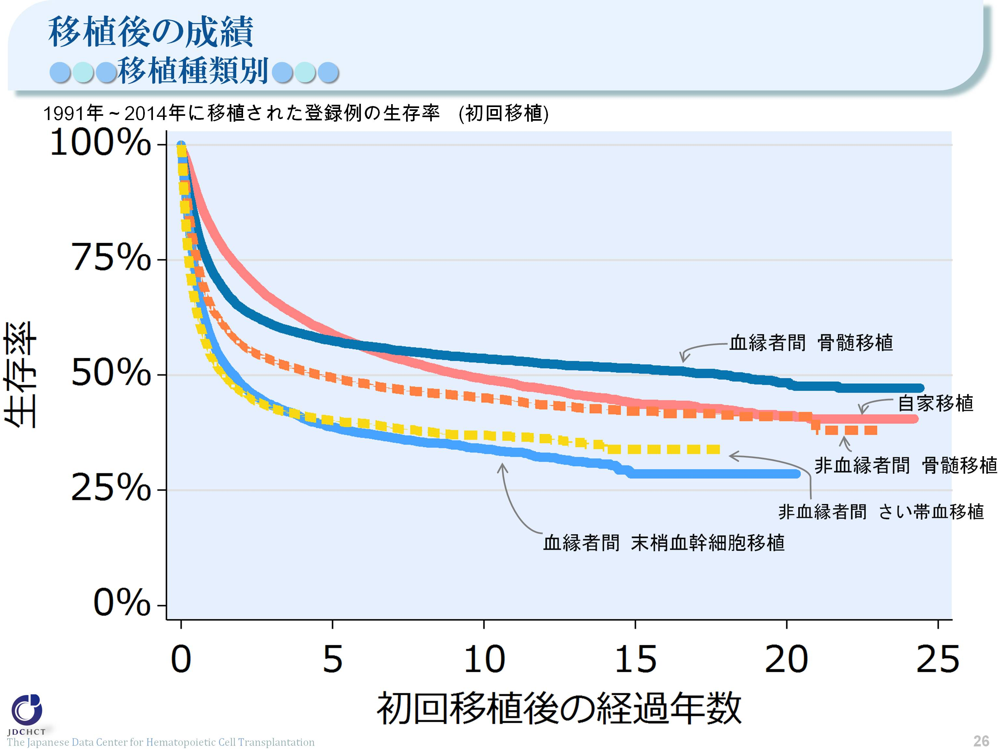 移植後の成績
移植種類別
1991年~2014年に移植された登録例の生存率 (初回移植)
100%
75%
50%
25%
0%
生存率
血縁者間 骨髄移植
自家移植
非血縁者間 骨髄移植
非血縁者間 さい帯血移植
血縁者間 末梢血幹細胞移植
0 5 10 15 20 25
初回移植後の経過年数
JDCHCT
The Japanese Data Center for Hematopoietic Cell Transplantation
26